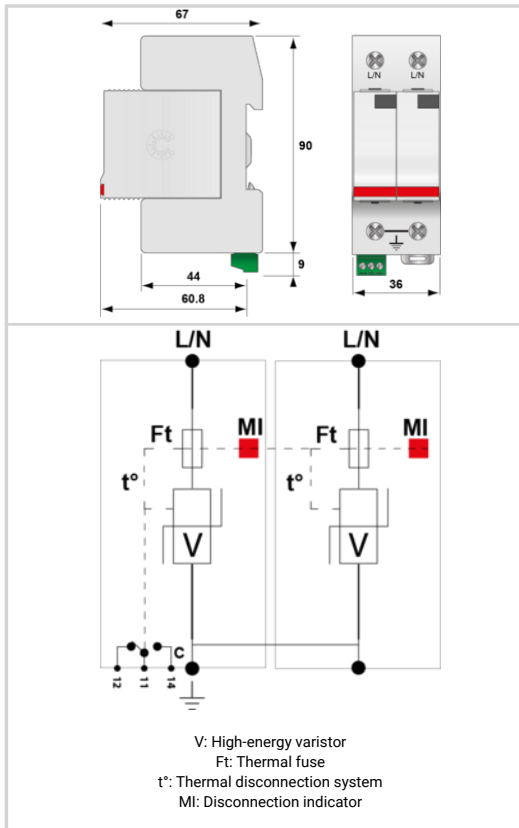 67
L/N L/N
90
9
44
60.8
36
L/N L/N
Ft MI Ft MI
t° t°
V V
C
12 11 14
V: High-energy varistor
Ft: Thermal fuse
t°: Thermal disconnection system
MI: Disconnection indicator